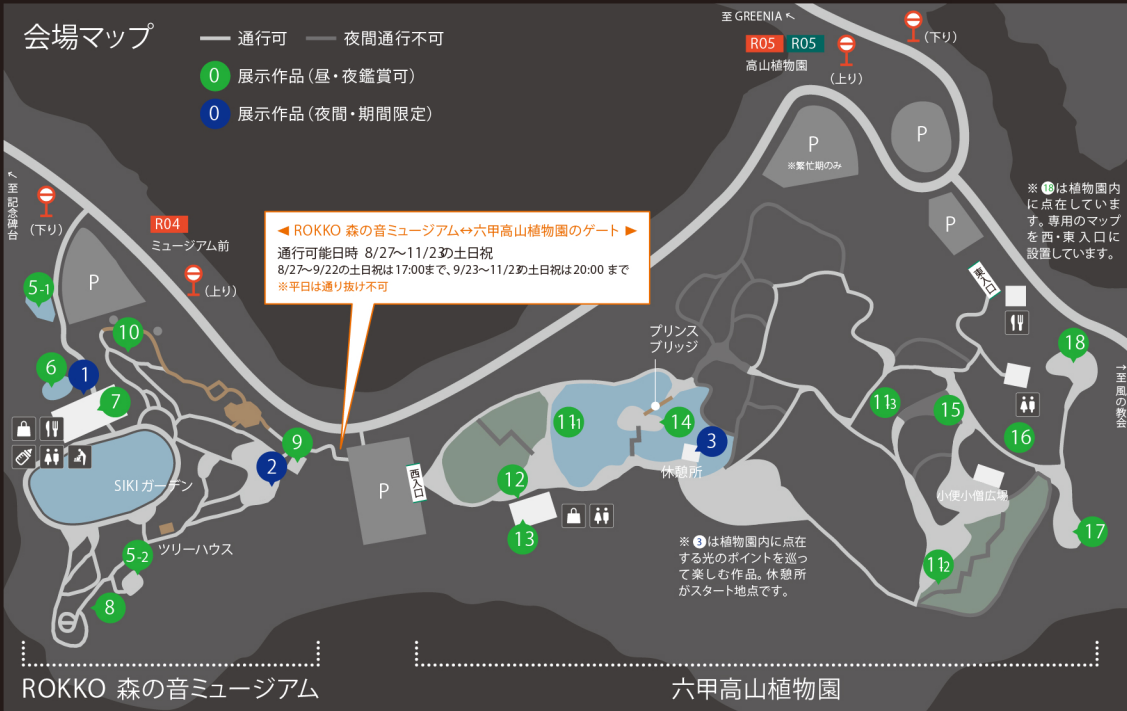 会場マップ
通行可
夜間通行不可
0 展示作品(昼・夜鑑賞可)
0 展示作品(夜間・期間限定)
至 GREENIA ↖
R05 R05
高山植物園
(上り)
(下り)
P
※繁忙期のみ
P
P
※⑯は植物園内
に点在していま
す。専用のマップ
を西・東入口に
設置しています。
↖至 記念碑台
(下り)
R04
ミュージアム前
(上り)
P
◀ ROKKO 森の音ミュージアム↔六甲高山植物園のゲート ▶
通行可能日時 8/27〜11/23の土日祝
8/27〜9/22の土日祝は17:00まで、9/23〜11/23の土日祝は20:00 まで
※平日は通り抜け不可
5-1
10
6
1
7
9
2
SIKIガーデン
ツリーハウス
5-2
8
P
西入口
プリンス
ブリッジ
11-1
14
3
休憩所
12
13
※③は植物園内に点在
する光のポイントを巡っ
て楽しむ作品。休憩所
がスタート地点です。
東入口
18
→至 風の教会
11-3
15
16
小便小僧広場
17
11-2
ROKKO 森の音ミュージアム
六甲高山植物園